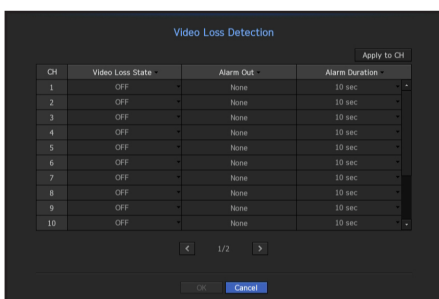 Video Loss Detection
Apply to CH
CH Video Loss State Alarm Out Alarm Duration
1 OFF None 10 sec
2 OFF None 10 sec
3 OFF None 10 sec
4 OFF None 10 sec
5 OFF None 10 sec
6 OFF None 10 sec
7 OFF None 10 sec
8 OFF None 10 sec
9 OFF None 10 sec
10 OFF None 10 sec
< 1/2 >
OK Cancel